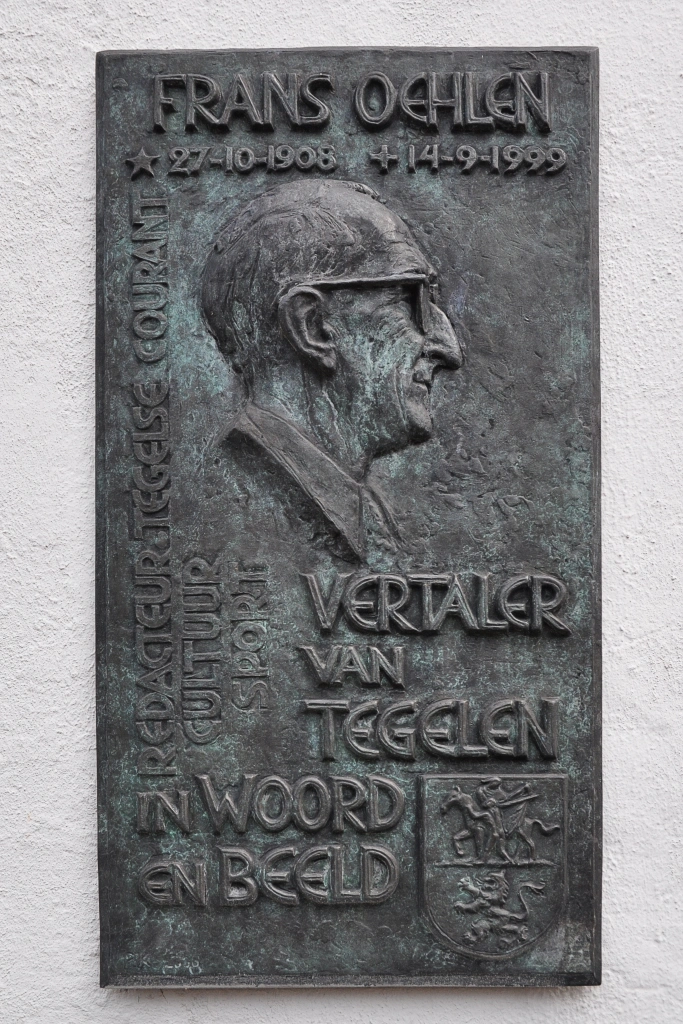 FRANS OEHLEN
27-10-1908 + 14-9-1999
REDACTEUR TEGELSE COURANT
CULTUUR
SPORT
VERTALER
VAN
TEGELEN
IN WOORD
EN BEELD